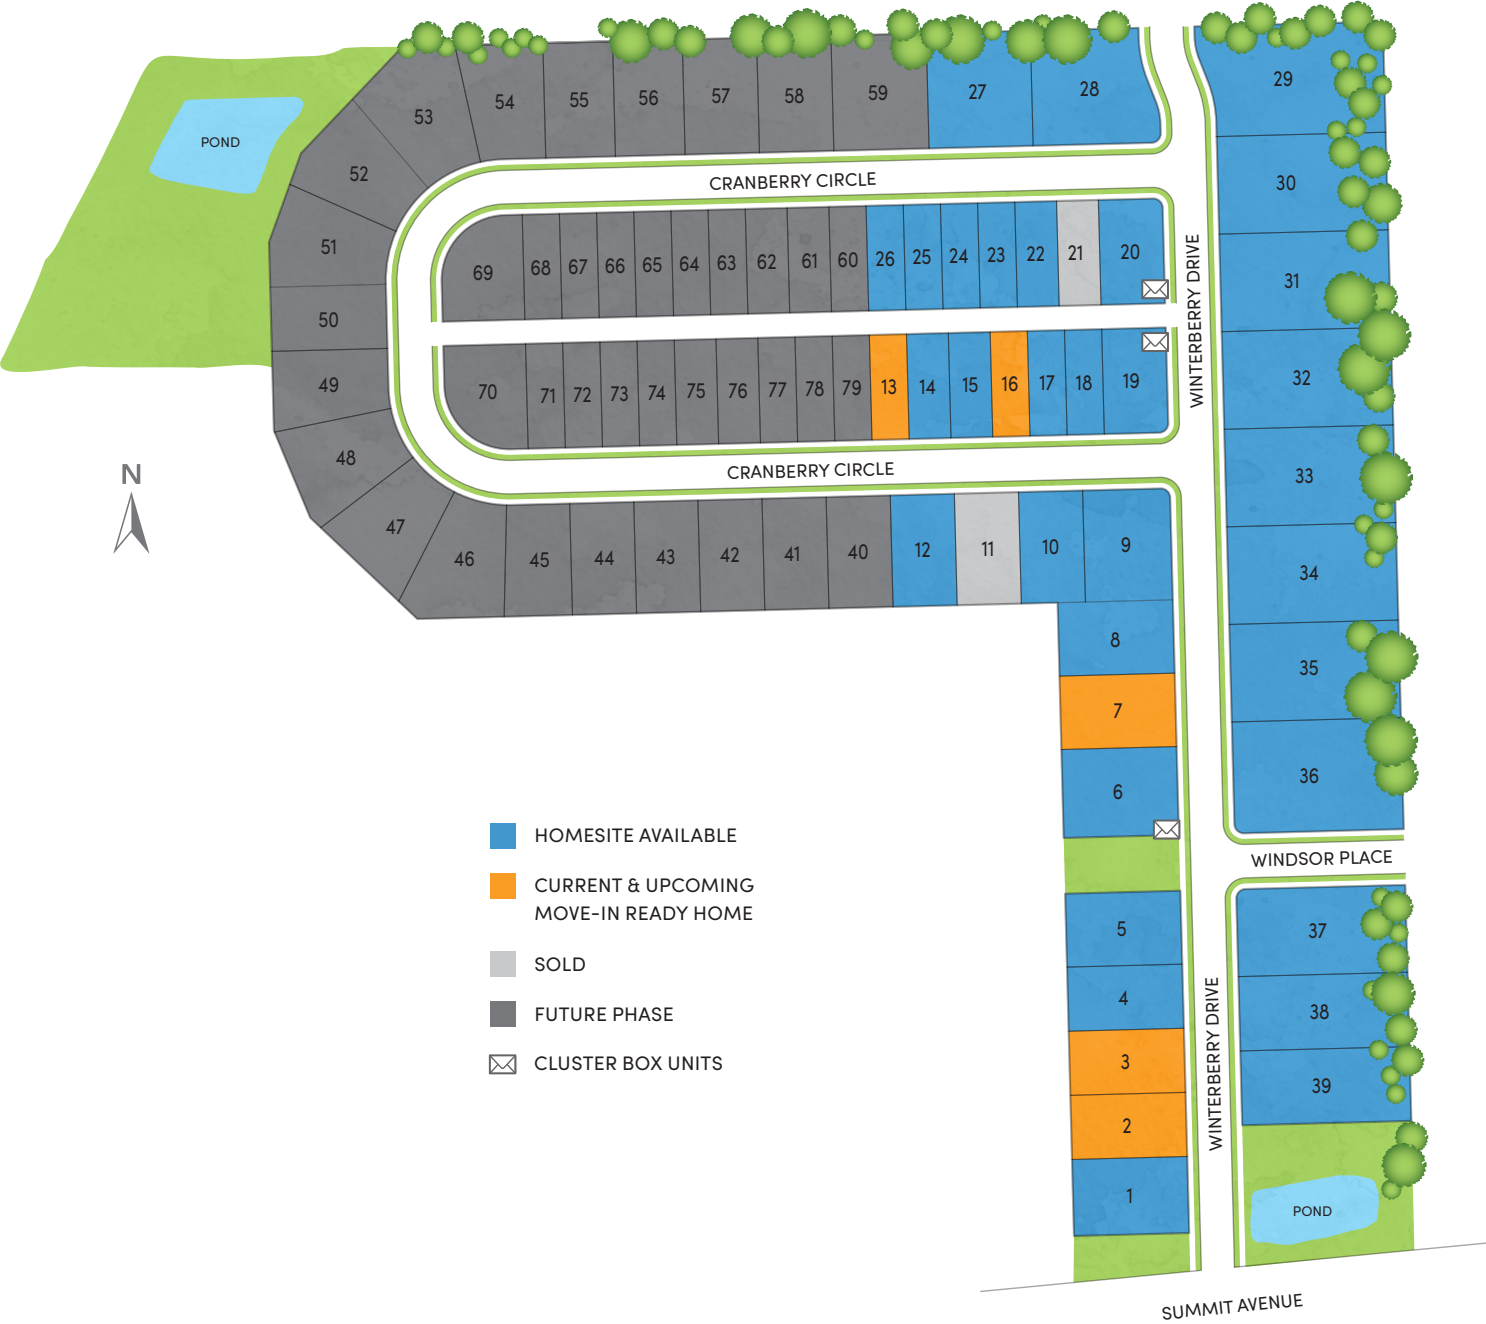 29
28
27
59
58
57
56
55
54
53
52
51
50
49
48
47
46
45
44
43
42
41
40
12
11
10
9
POND
CRANBERRY CIRCLE
30
69 68 67 66 65 64 63 62 61 60 26 25 24 23 22 21 20
WINTERBERRY DRIVE
31
70 71 72 73 74 75 76 77 78 79 13 14 15 16 17 18 19
32
CRANBERRY CIRCLE
33
N
34
8
35
7
36
6
HOMESITE AVAILABLE
CURRENT & UPCOMING
MOVE-IN READY HOME
SOLD
FUTURE PHASE
CLUSTER BOX UNITS
WINDSOR PLACE
5
37
4
38
3
39
2
1
WINTERBERRY DRIVE
POND
SUMMIT AVENUE